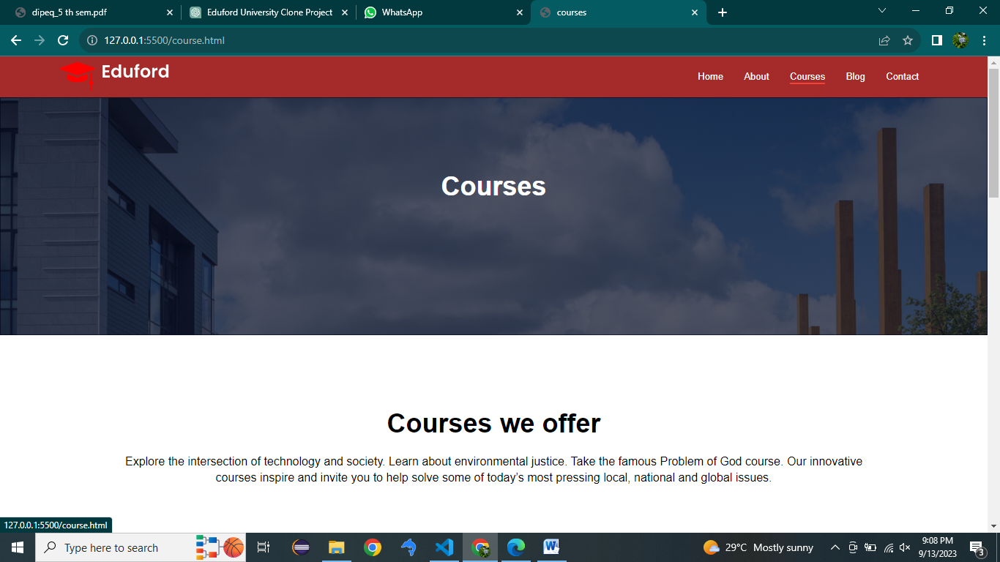 dipeq_5 th sem.pdf
Eduford University Clone Project
WhatsApp
courses
127.0.0.1:5500/course.html
Eduford
Home About Courses Blog Contact
Courses
Courses we offer
Explore the intersection of technology and society. Learn about environmental justice. Take the famous Problem of God course. Our innovative
courses inspire and invite you to help solve some of today’s most pressing local, national and global issues.
127.0.0.1:5500/course.html
Type here to search
29°C Mostly sunny
9:08 PM
9/13/2023
3